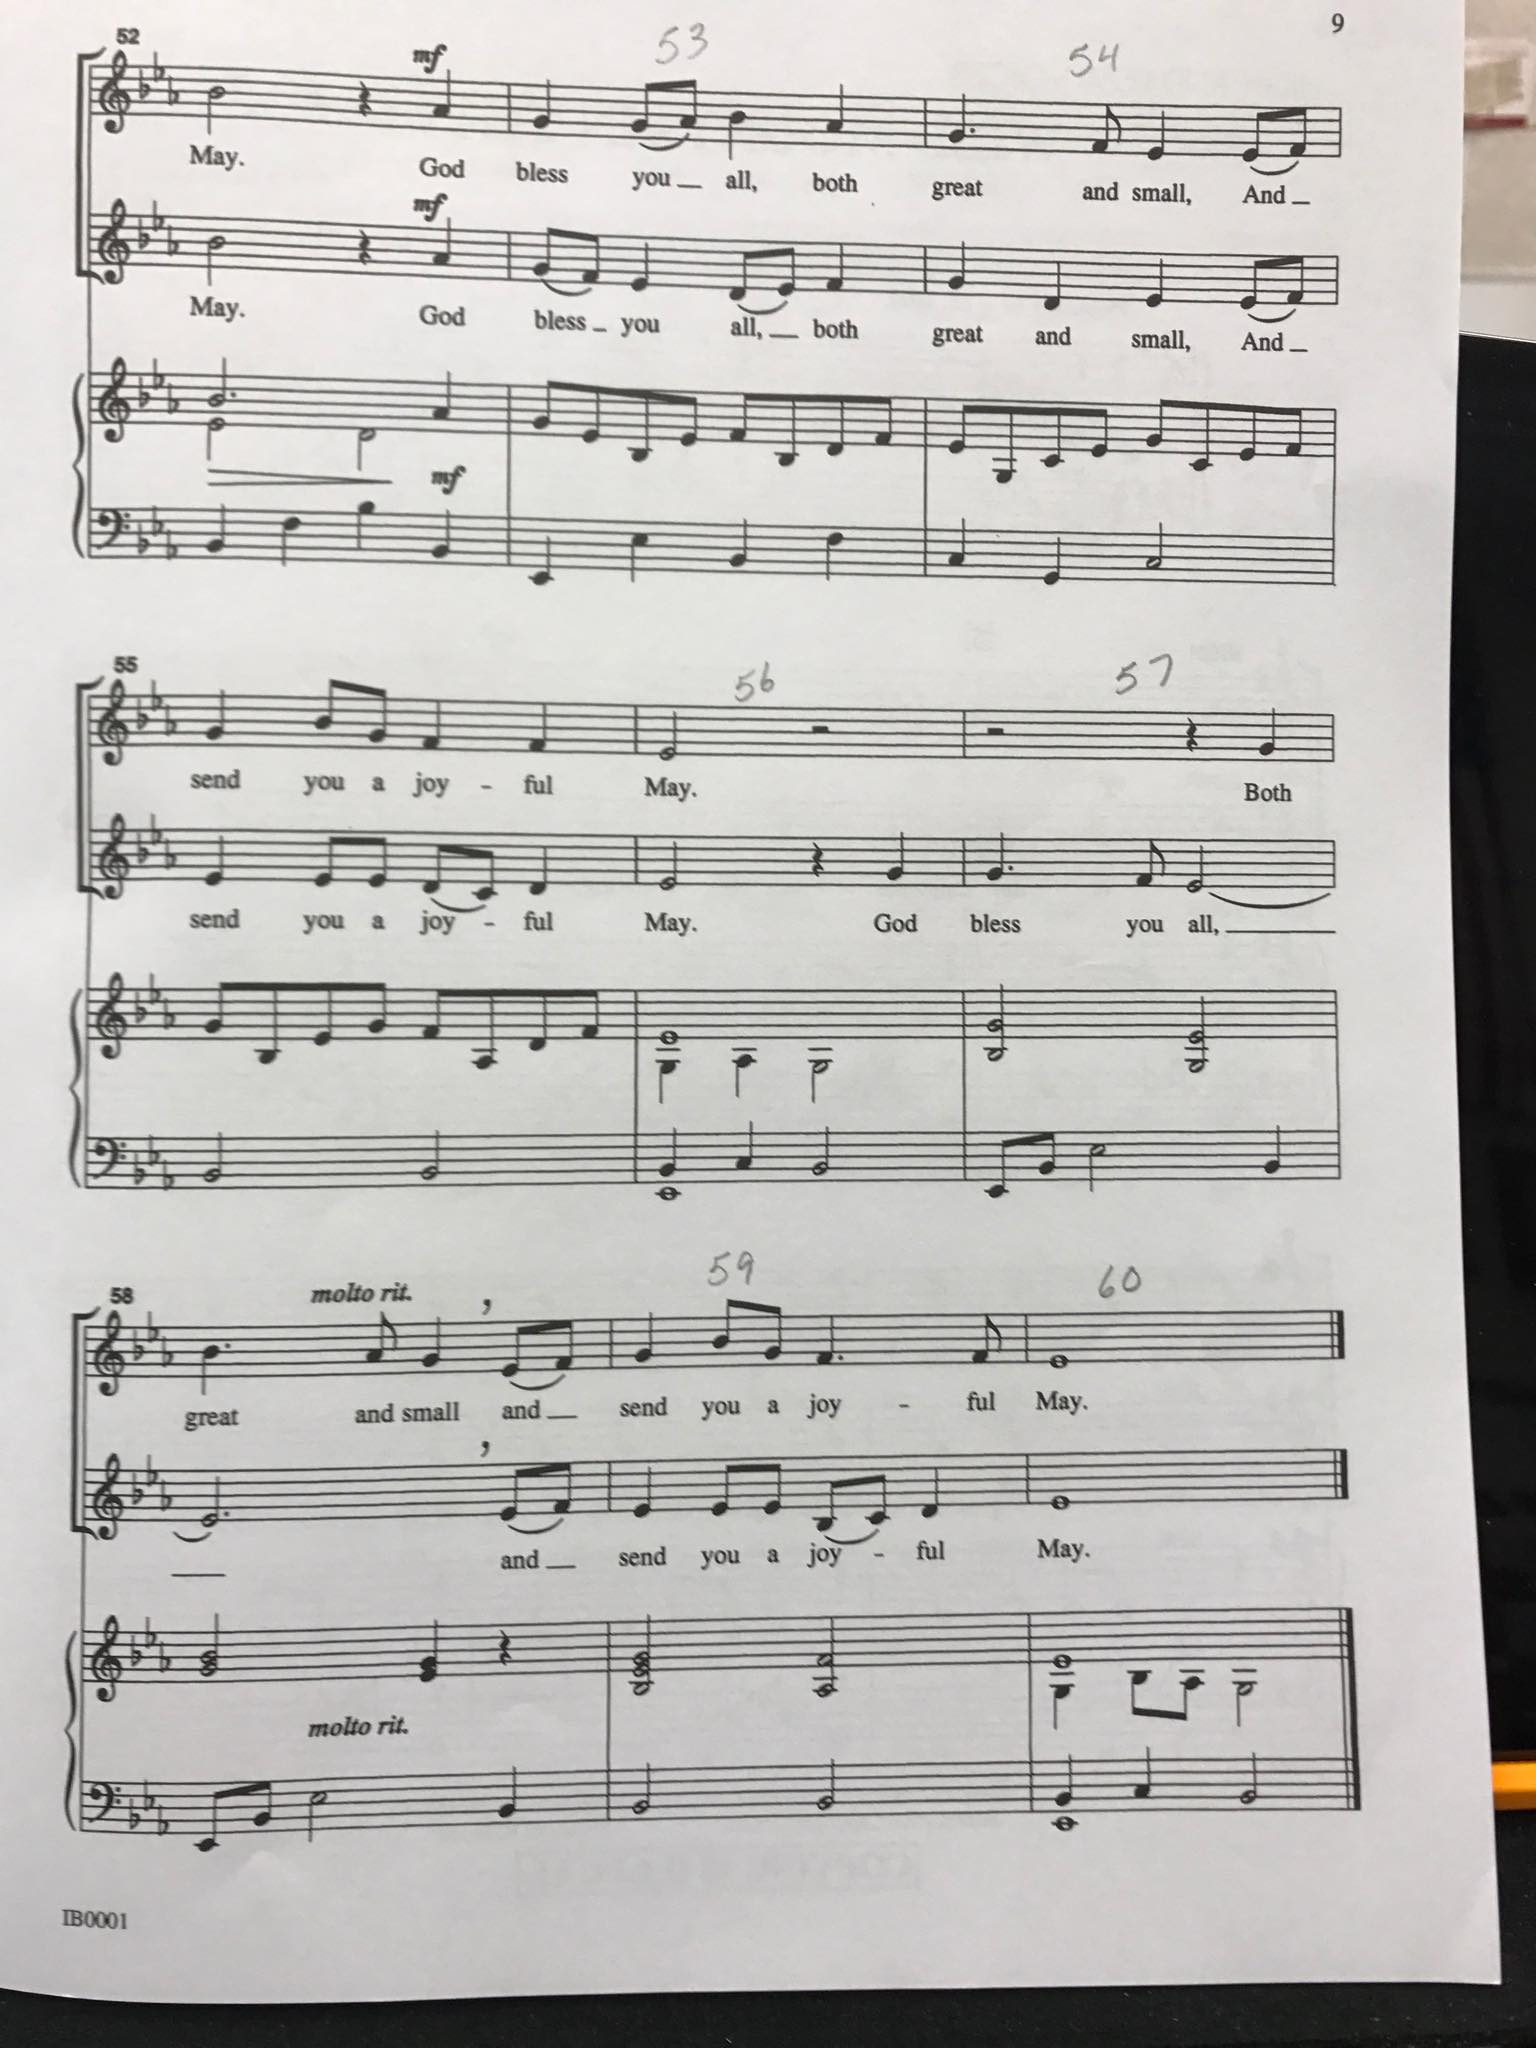 9
52 53 54
mf
May. God bless you _ all, both great and small, And _
mf
May. God bless _ you all, _ both great and small, And _
mf
55 56 57
send you a joy - ful May. Both
send you a joy - ful May. God bless you all, _
58 59 60
molto rit.
great and small and _ send you a joy - ful May.
_ and _ send you a joy - ful May.
molto rit.
IB0001